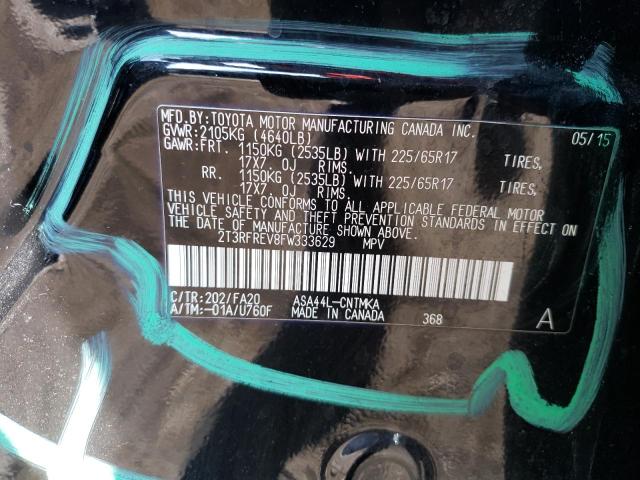 MFD.BY:TOYOTA MOTOR MANUFACTURING CANADA INC.
GVWR:2105KG (4640LB) 05/15
GAWR:FRT. 1150KG (2535LB) WITH 225/65R17 TIRES,
17X7.0J RIMS.
RR. 1150KG (2535LB) WITH 225/65R17 TIRES,
17X7.0J RIMS.
THIS VEHICLE CONFORMS TO ALL APPLICABLE FEDERAL MOTOR
VEHICLE SAFETY AND THEFT PREVENTION STANDARDS IN EFFECT ON
THE DATE OF MANUFACTURE SHOWN ABOVE.
2T3RFREV8FW333629 MPV
C/TR:202/FA20 ASA44L-CNTMKA
A/TM:-01A/U760F MADE IN CANADA 368 A